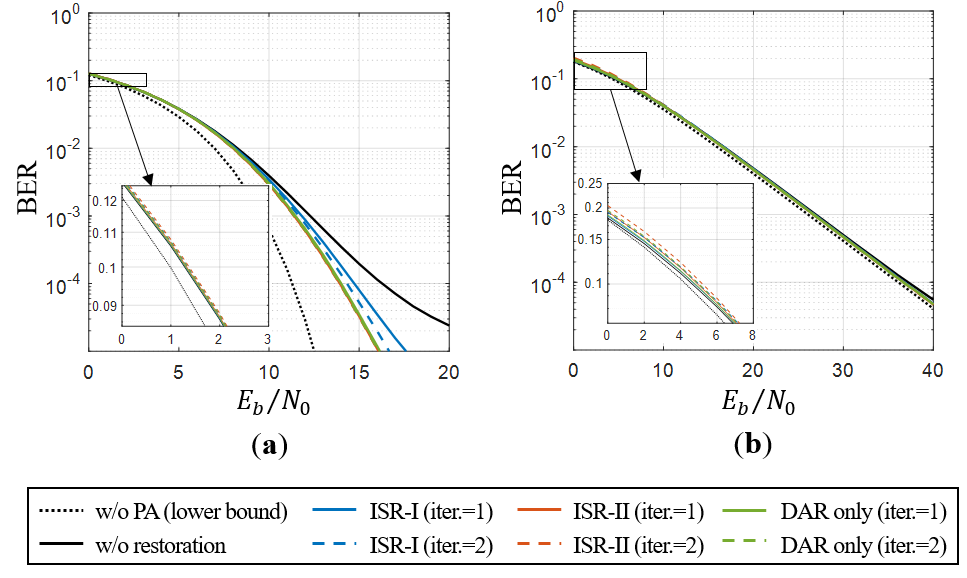 10^0
10^-1
10^-2
10^-3
10^-4
BER
0.12
0.11
0.1
0.09
0 1 2 3
0 5 10 15 20
E_b/N_0
(a)
10^0
10^-1
10^-2
10^-3
10^-4
BER
0.25
0.2
0.15
0.1
0 2 4 6 8
0 10 20 30 40
E_b/N_0
(b)
w/o PA (lower bound) ISR-I (iter.=1) ISR-II (iter.=1) DAR only (iter.=1)
w/o restoration ISR-I (iter.=2) ISR-II (iter.=2) DAR only (iter.=2)